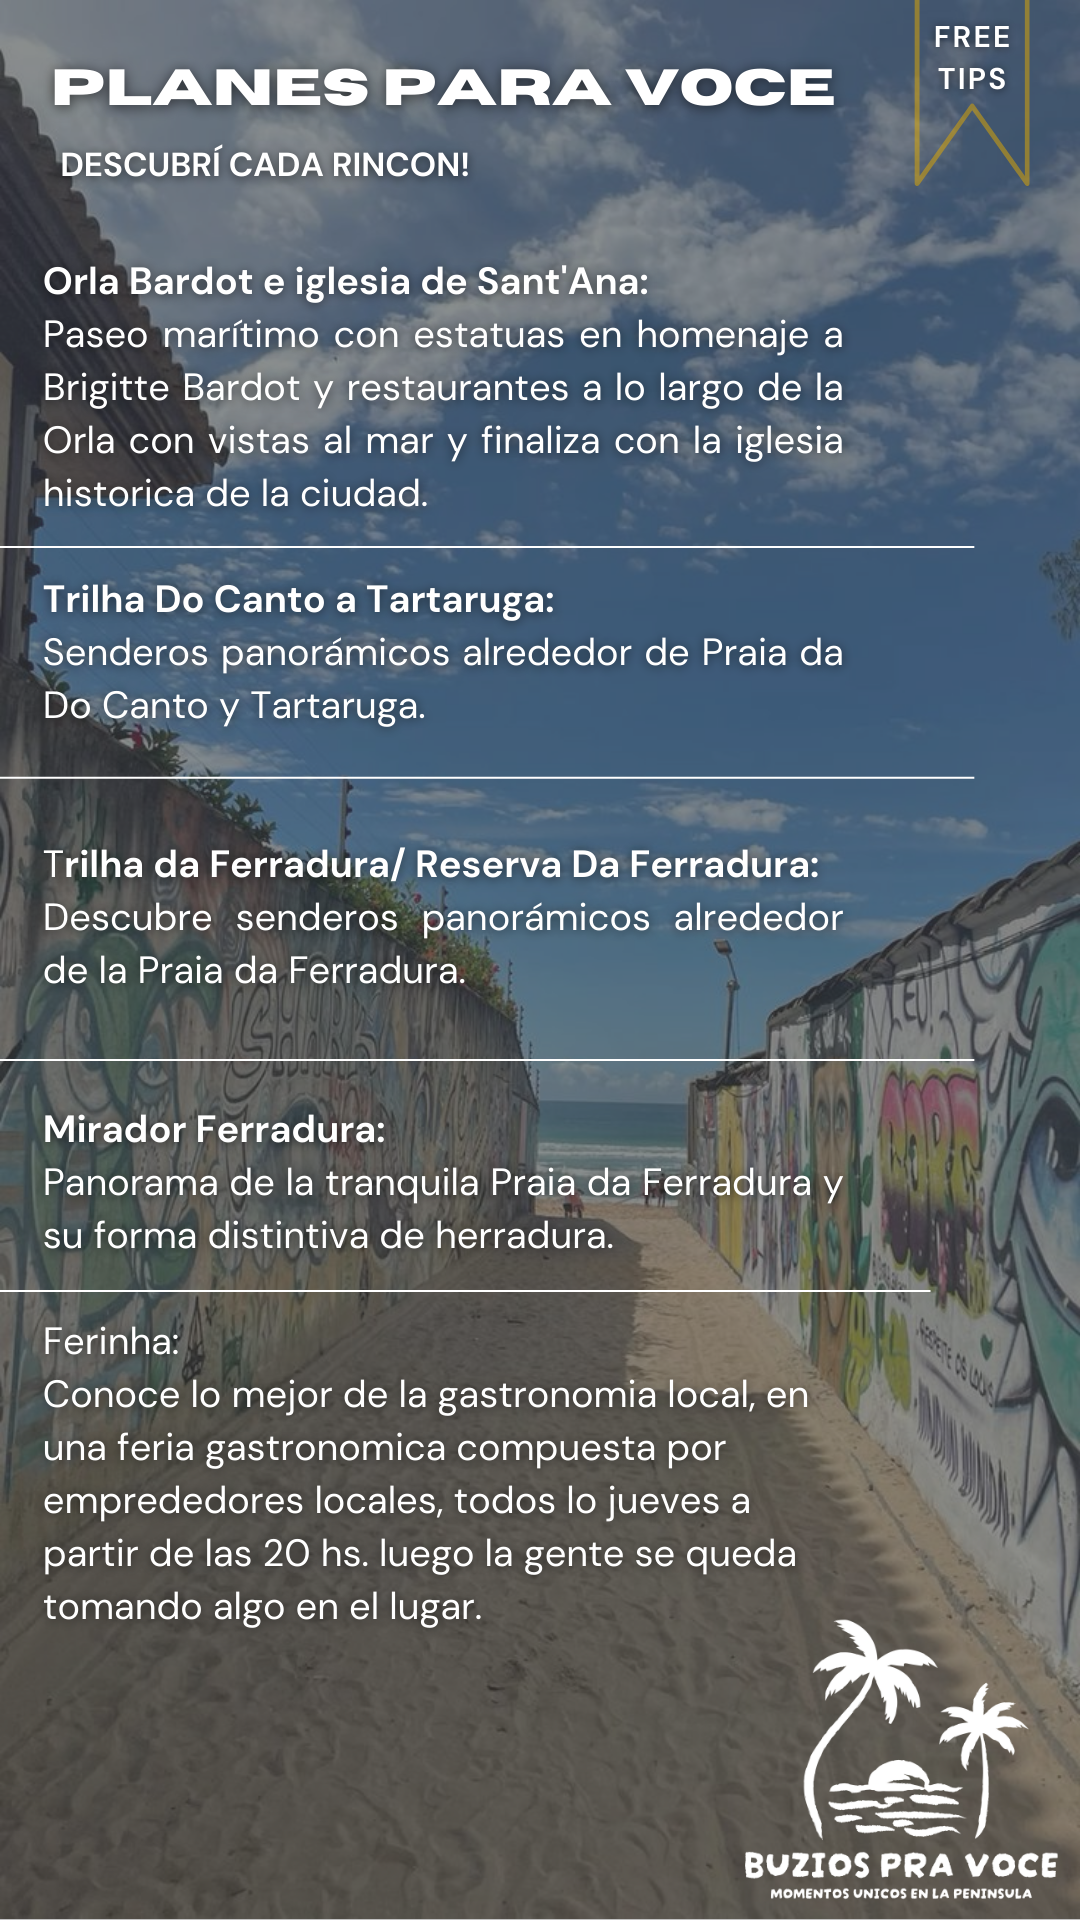 FREE
TIPS
PLANES PARA VOCE
DESCUBRÍ CADA RINCON!
Orla Bardot e iglesia de Sant'Ana:
Paseo marítimo con estatuas en homenaje a
Brigitte Bardot y restaurantes a lo largo de la
Orla con vistas al mar y finaliza con la iglesia
historica de la ciudad.
Trilha Do Canto a Tartaruga:
Senderos panorámicos alrededor de Praia da
Do Canto y Tartaruga.
Trilha da Ferradura/ Reserva Da Ferradura:
Descubre senderos panorámicos alrededor
de la Praia da Ferradura.
Mirador Ferradura:
Panorama de la tranquila Praia da Ferradura y
su forma distintiva de herradura.
Ferinha:
Conoce lo mejor de la gastronomia local, en
una feria gastronomica compuesta por
emprededores locales, todos lo jueves a
partir de las 20 hs. luego la gente se queda
tomando algo en el lugar.
RESPETE OS LOUCOS
BUZIOS PRA VOCE
MOMENTOS UNICOS EN LA PENINSULA